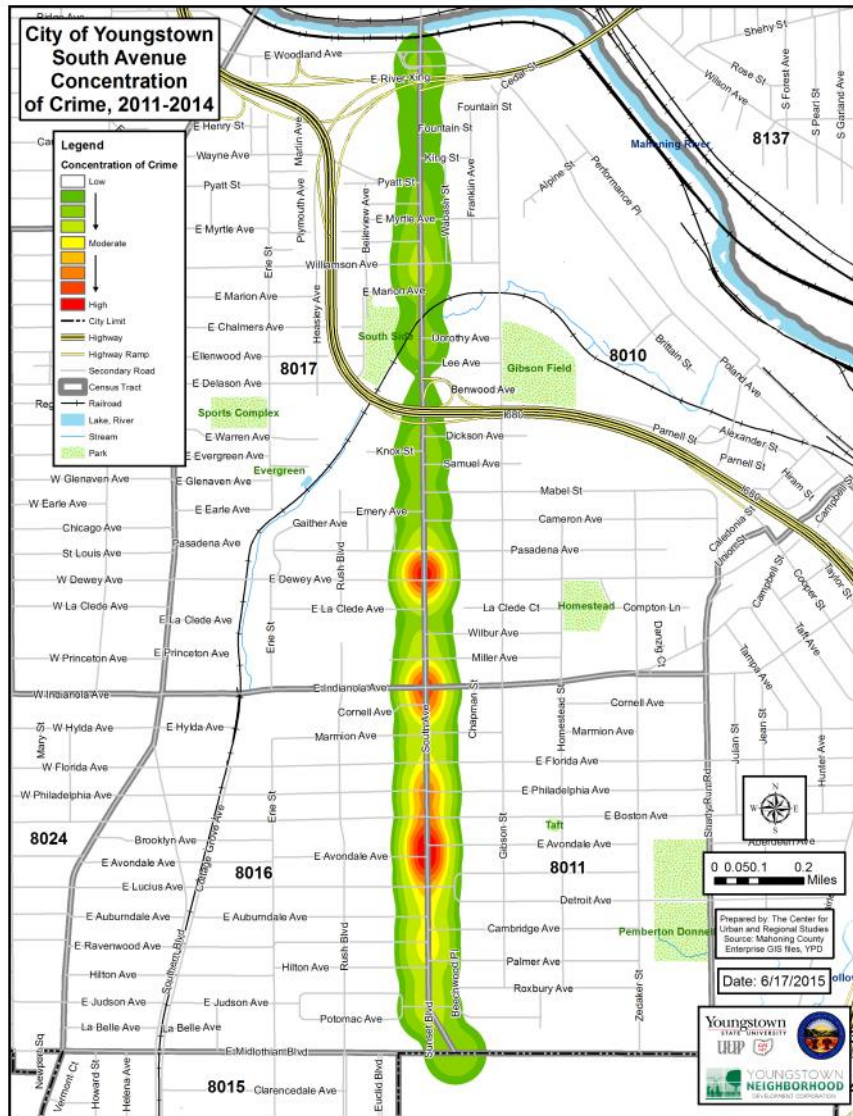 City of Youngstown
South Avenue
Concentration
of Crime, 2011-2014
Legend
Concentration of Crime
Low
Moderate
High
City Limit
Highway
Highway Ramp
Secondary Road
Census Tract
Railroad
Lake, River
Stream
Park
E Woodland Ave
E River-Xing
Cedar St
Shehy St
Rose St
Wilson Ave
S Forest Ave
S Pearl St
S Garland Ave
8137
Mahoning River
Fountain St
E Henry St
Marlin Ave
Fountain St
Wayne Ave
King St
Pyatt St
Pyatt St
Plymouth Ave
Belleview Ave
Wabash St
Franklin Ave
Alpine St
Performance Pl
E Myrtle Ave
E Myrtle Ave
Erie St
Williamson Ave
E Marion Ave
E Marion Ave
Heasley Ave
E Chalmers Ave
South Side
Dorothy Ave
Brittian St
Poland Ave
Ellenwood Ave
8017
Lee Ave
Gibson Field
8010
E Delason Ave
Benwood Ave
Sports Complex
I680
E Warren Ave
Dickson Ave
Parnell St
Alexander St
E Evergreen Ave
Knox St
Samuel Ave
Parnell St
W Glenaven Ave
E Glenaven Ave
Evergreen
Hiram St
I680
W Earle Ave
E Earle Ave
Emery Ave
Mabel St
Caledonia St
Campbell St
Chicago Ave
Gaither Ave
Cameron Ave
St Louis Ave
Pasadena Ave
Rush Blvd
Pasadena Ave
Union St
Taylor St
W Dewey Ave
E Dewey Ave
Campbell St
Cooper St
W La Clede Ave
E La Clede Ave
E La Clede Ave
La Clede Ct
Homestead
Compton Ln
Taft Ave
Erie St
Wilbur Ave
Danzig Ct
W Princeton Ave
E Princeton Ave
Miller Ave
Tampa Ave
W Indianola Ave
E Indianola Ave
Chapman St
Homestead St
Cornell Ave
Cornell Ave
Mary St
W Hylda Ave
E Hylda Ave
South Ave
Marmion Ave
Marmion Ave
Julian St
Jean St
Hunter Ave
W Florida Ave
E Florida Ave
W Philadelphia Ave
Erie St
E Philadelphia Ave
Shady Run Rd
N
W E
S
E Boston Ave
Taft
8024
Brooklyn Ave
Cottage Grove Ave
Gibson St
E Avondale Ave
Aberdeen Ave
E Avondale Ave
8016
E Avondale Ave
8011
0 0.05 0.1 0.2
Miles
E Lucius Ave
Detroit Ave
E Auburndale Ave
E Auburndale Ave
Cambridge Ave
Pemberton Donnell
Prepared by: The Center for
Urban and Regional Studies
Source: Mahoning County
Enterprise GIS files, YPD
E Ravenwood Ave
Southern Blvd
Rush Blvd
Beechwood Pl
Palmer Ave
Hilton Ave
Hilton Ave
Zedaker St
Date: 6/17/2015
E Judson Ave
E Judson Ave
Roxbury Ave
La Belle Ave
La Belle Ave
Potomac Ave
Sunset Blvd
Newport Sq
E Midlothian Blvd
Vermont Ct
Howard St
Helena Ave
8015
Clearcedar Ave
Euclid Blvd
Youngstown
STATE UNIVERSITY
YOUNGSTOWN
NEIGHBORHOOD
DEVELOPMENT CORPORATION